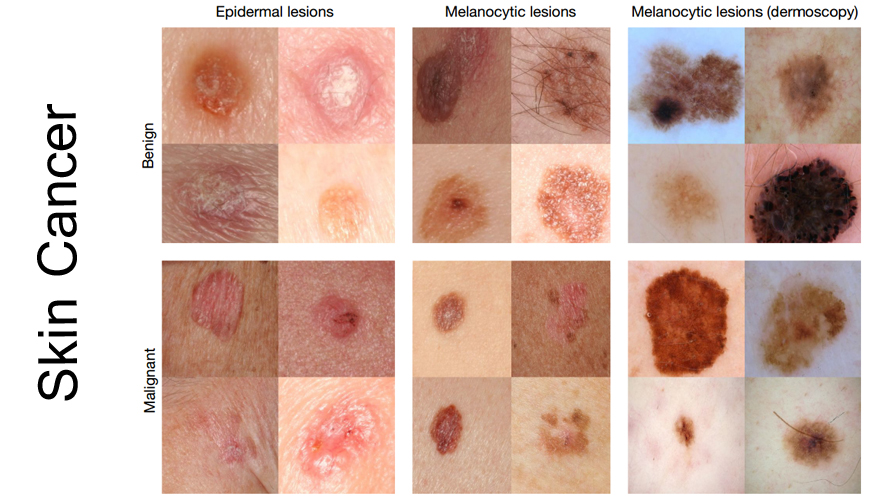 Skin Cancer
Epidermal lesions
Melanocytic lesions
Melanocytic lesions (dermoscopy)
Benign
Malignant